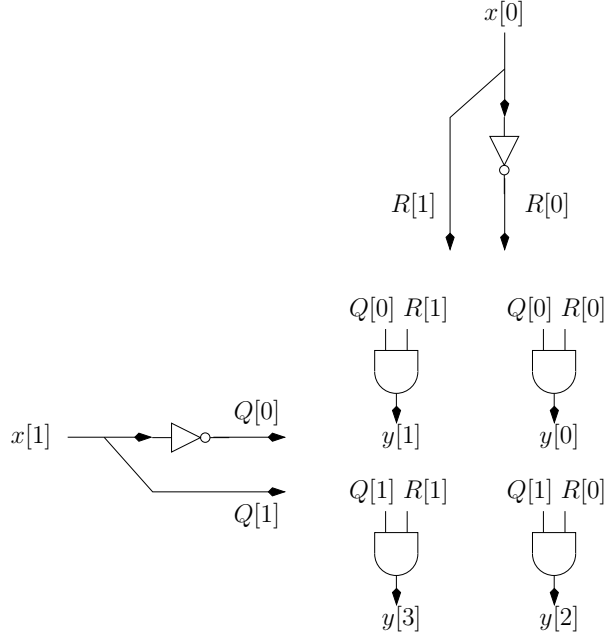 x[0]
R[1] R[0]
Q[0] R[1] Q[0] R[0]
Q[0]
x[1] y[1] y[0]
Q[1] R[1] Q[1] R[0]
Q[1]
y[3] y[2]